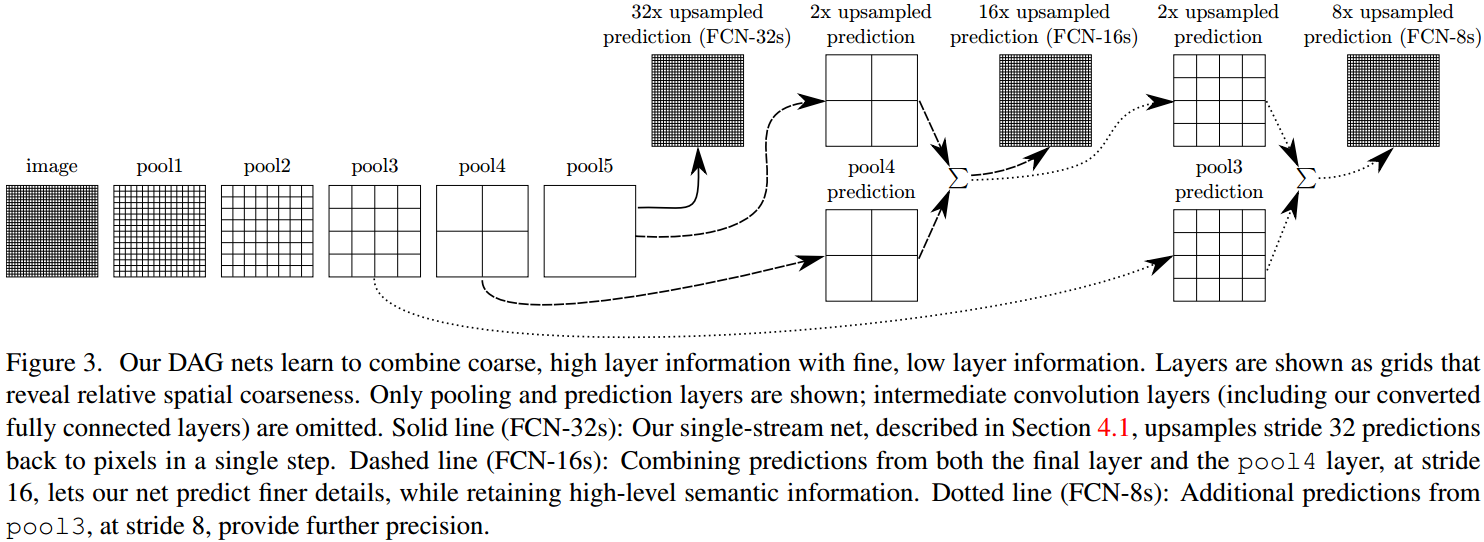 32x upsampled
prediction (FCN-32s)
2x upsampled
prediction
16x upsampled
prediction (FCN-16s)
2x upsampled
prediction
8x upsampled
prediction (FCN-8s)
image
pool1
pool2
pool3
pool4
pool5
pool4
prediction
∑
pool3
prediction
∑
Figure 3. Our DAG nets learn to combine coarse, high layer information with fine, low layer information. Layers are shown as grids that
reveal relative spatial coarseness. Only pooling and prediction layers are shown; intermediate convolution layers (including our converted
fully connected layers) are omitted. Solid line (FCN-32s): Our single-stream net, described in Section 4.1, upsamples stride 32 predictions
back to pixels in a single step. Dashed line (FCN-16s): Combining predictions from both the final layer and the pool4 layer, at stride
16, lets our net predict finer details, while retaining high-level semantic information. Dotted line (FCN-8s): Additional predictions from
pool3, at stride 8, provide further precision.